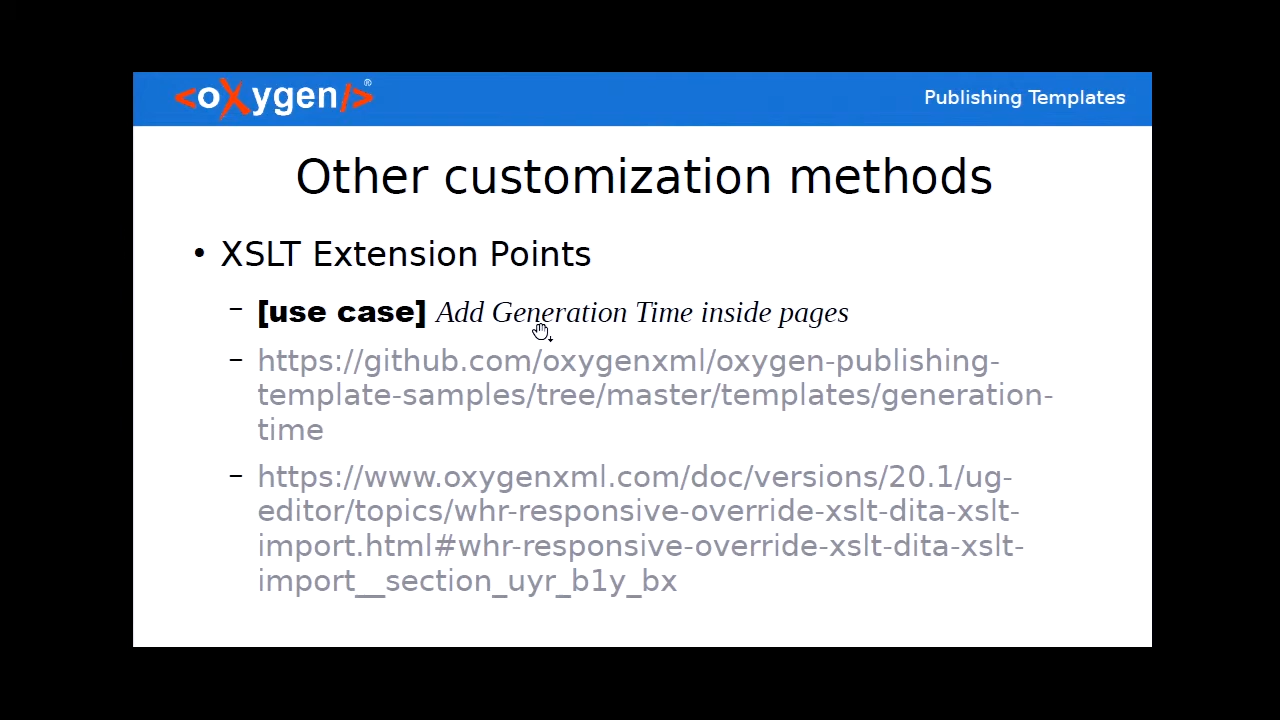 <oXygen/>®
Publishing Templates
Other customization methods
• XSLT Extension Points
– [use case] Add Generation Time inside pages
– https://github.com/oxygenxml/oxygen-publishing-
template-samples/tree/master/templates/generation-
time
– https://www.oxygenxml.com/doc/versions/20.1/ug-
editor/topics/whr-responsive-override-xslt-dita-xslt-
import.html#whr-responsive-override-xslt-dita-xslt-
import__section_uyr_b1y_bx